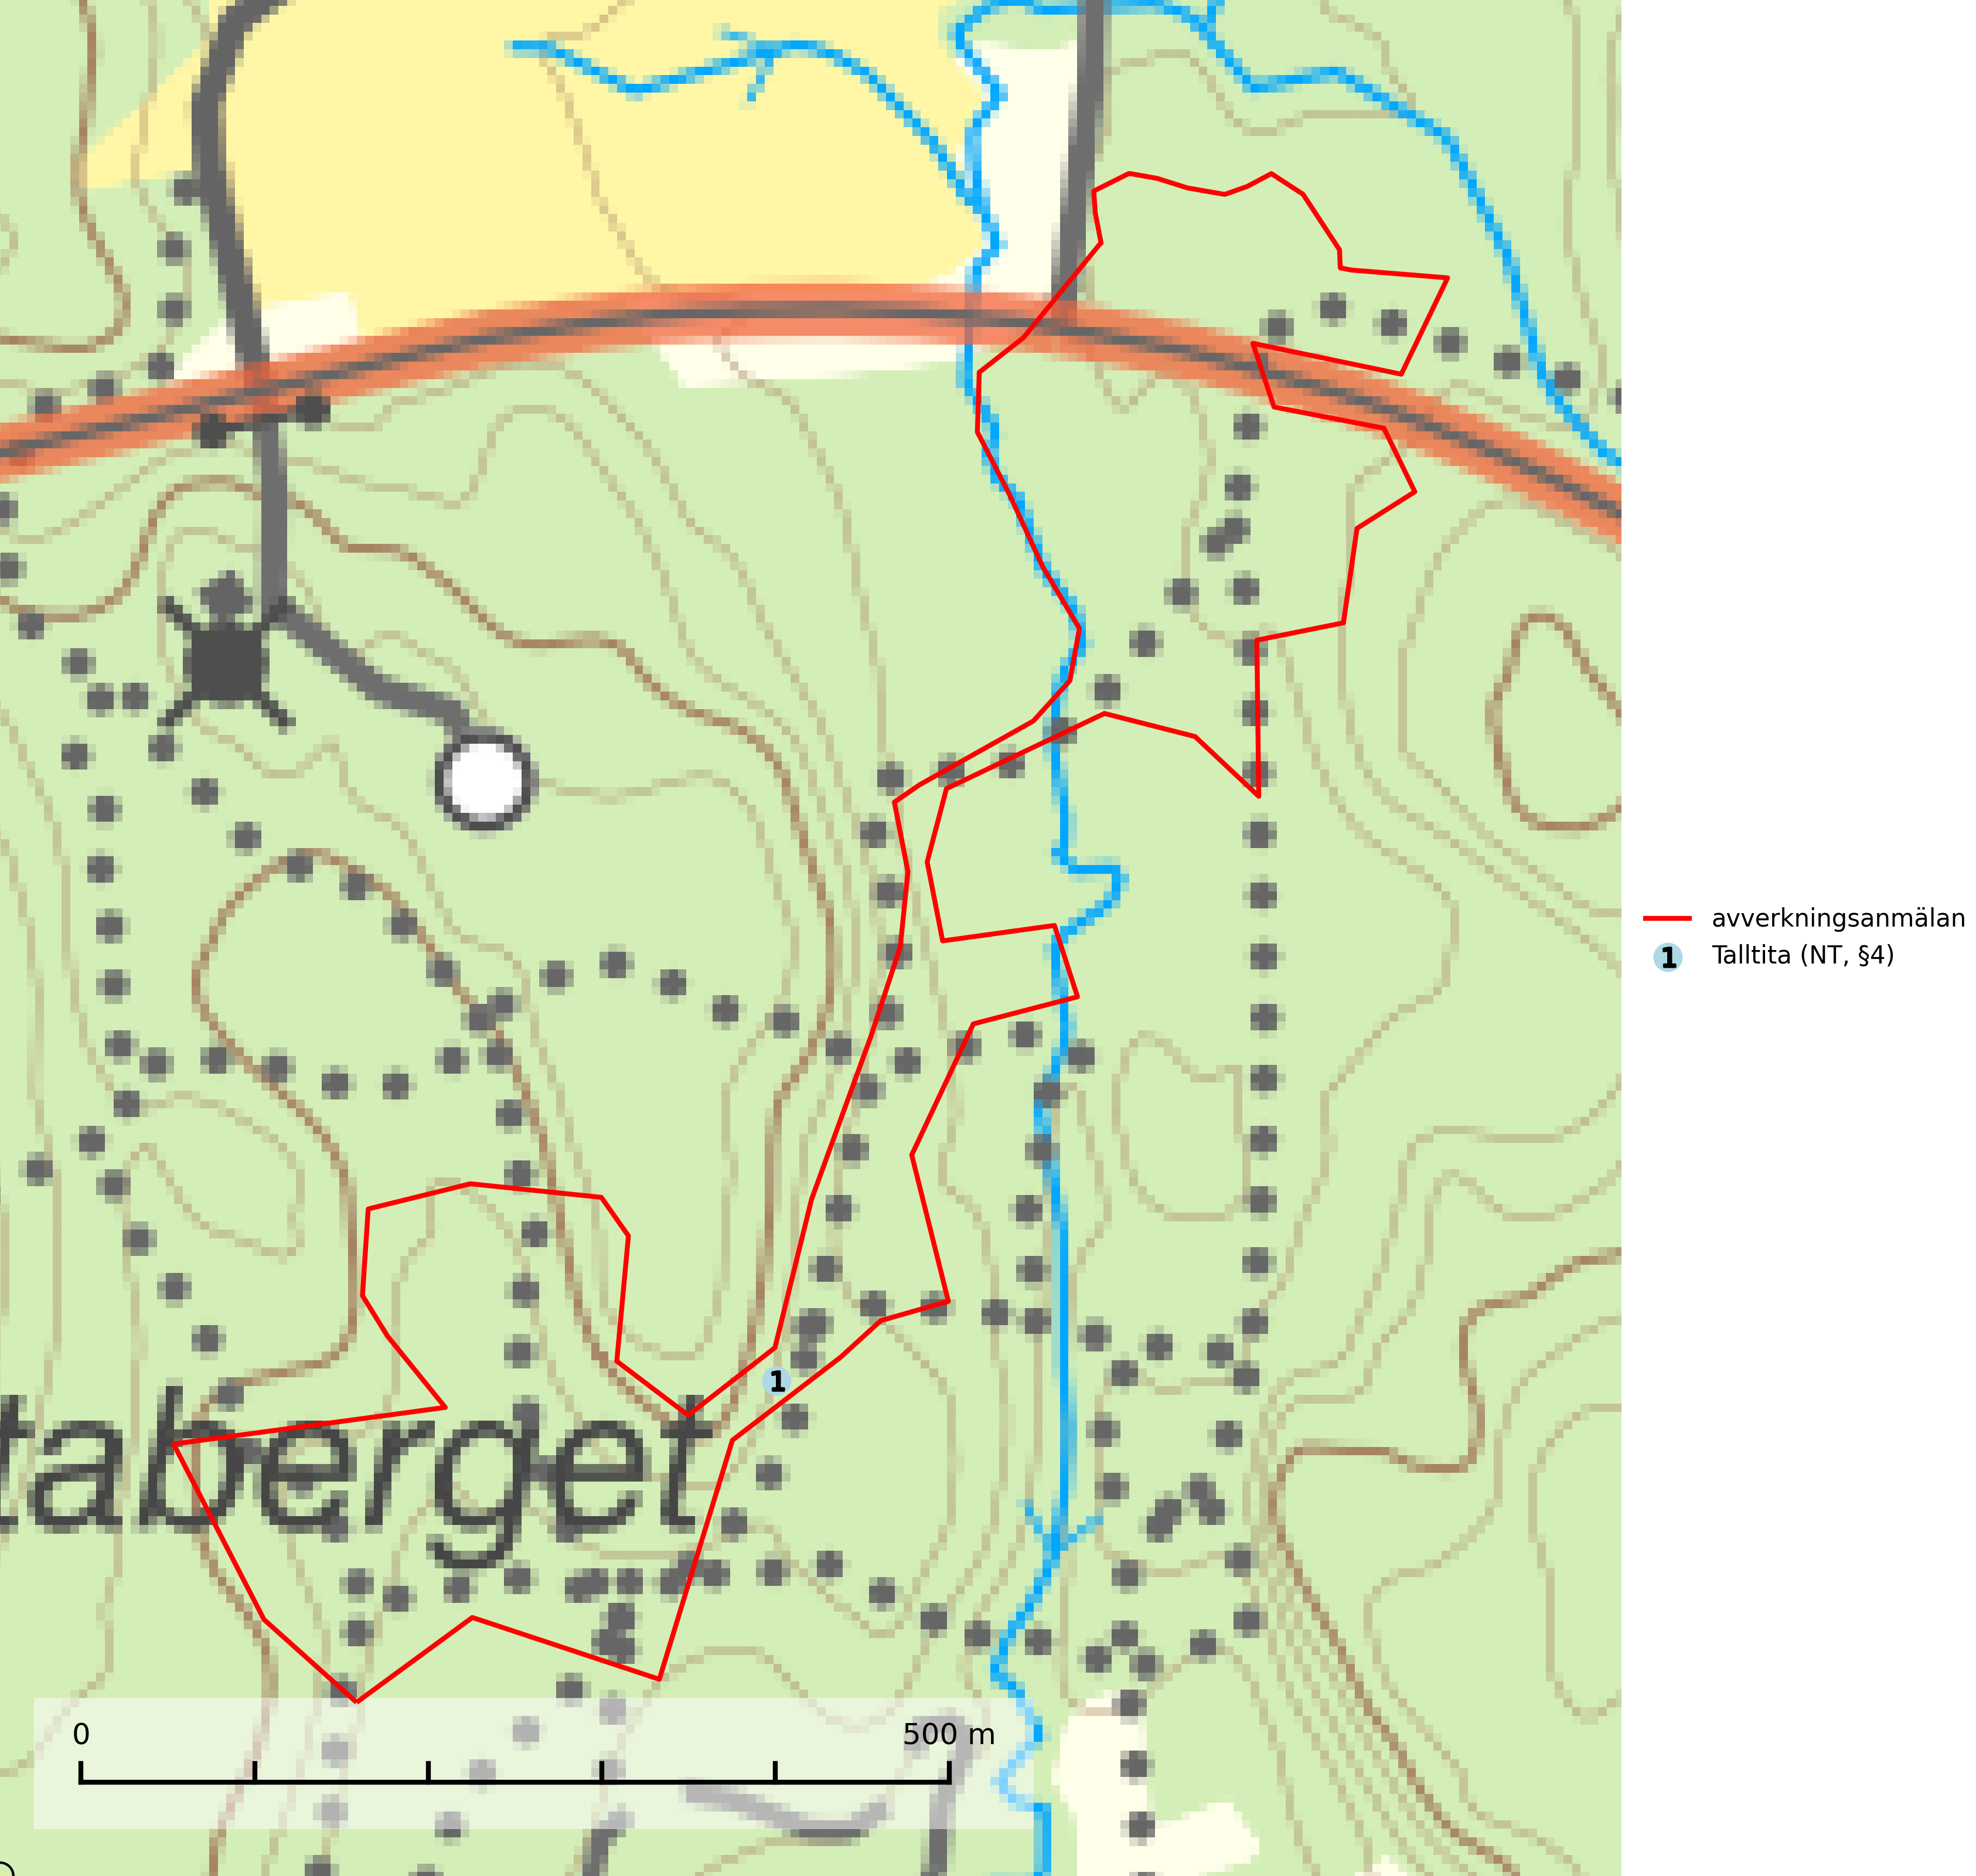 avverkningsanmälan
1 Talltita (NT, §4)
1
taberget
0 500 m